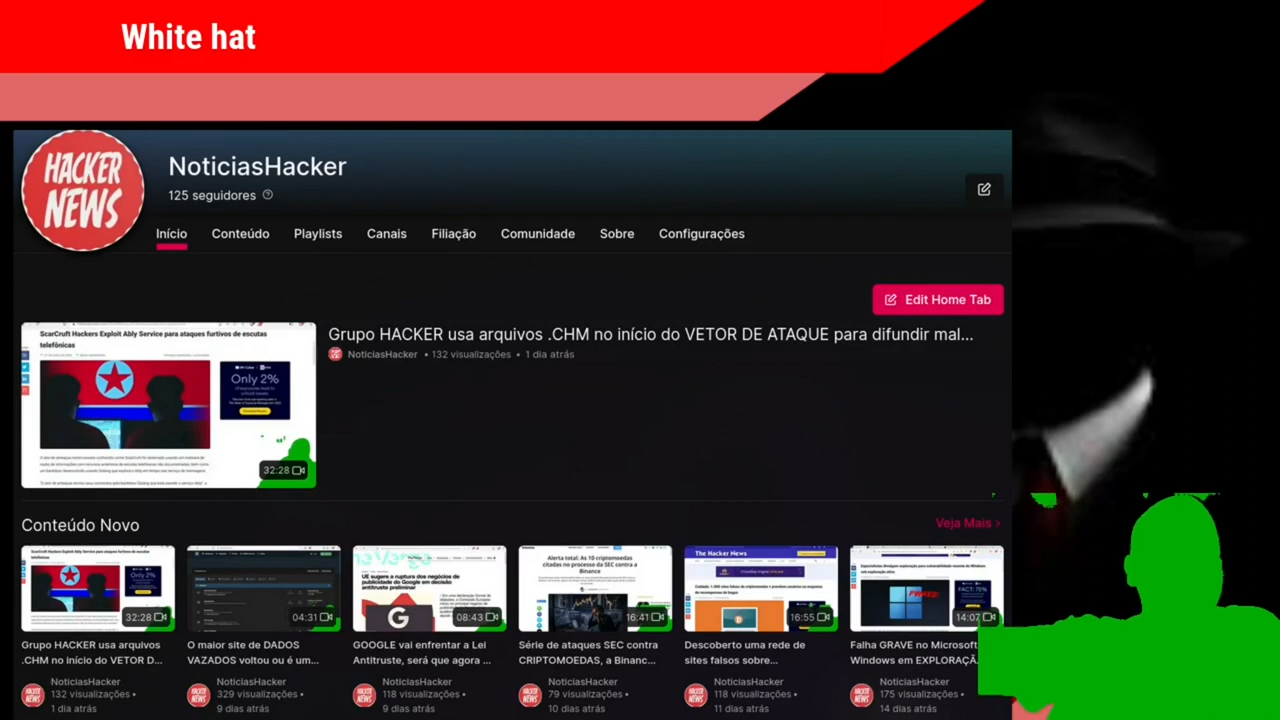 White hat
HACKER
NEWS
NoticiasHacker
125 seguidores
Início Conteúdo Playlists Canais Filiação Comunidade Sobre Configurações
Edit Home Tab
ScarCruft Hackers Exploit Ably Service para ataques furtivos de escutas
telefônicas
Only 2%
32:28
Grupo HACKER usa arquivos .CHM no início do VETOR DE ATAQUE para difundir mal...
NoticiasHacker • 132 visualizações • 1 dia atrás
Conteúdo Novo
Veja Mais >
32:28
04:31
UE sugere a ruptura dos negócios
de publicidade do Google em
decisão antitruste preliminar
08:43
Alerta total: As 10 criptomoedas
citadas no processo da SEC contra a
Binance
16:41
The Hacker News
16:55
14:07
Grupo HACKER usa arquivos
.CHM no início do VETOR D...
NoticiasHacker
132 visualizações •
1 dia atrás
O maior site de DADOS
VAZADOS voltou ou é um...
NoticiasHacker
329 visualizações •
9 dias atrás
GOOGLE vai enfrentar a Lei
Antitruste, será que agora ...
NoticiasHacker
118 visualizações •
9 dias atrás
Série de ataques SEC contra
CRIPTOMOEDAS, a Binanc...
NoticiasHacker
79 visualizações •
10 dias atrás
Descoberto uma rede de
sites falsos sobre...
NoticiasHacker
118 visualizações •
11 dias atrás
Falha GRAVE no Microsoft
Windows em EXPLORAÇÃ
NoticiasHacker
175 visualizações •
14 dias atrás